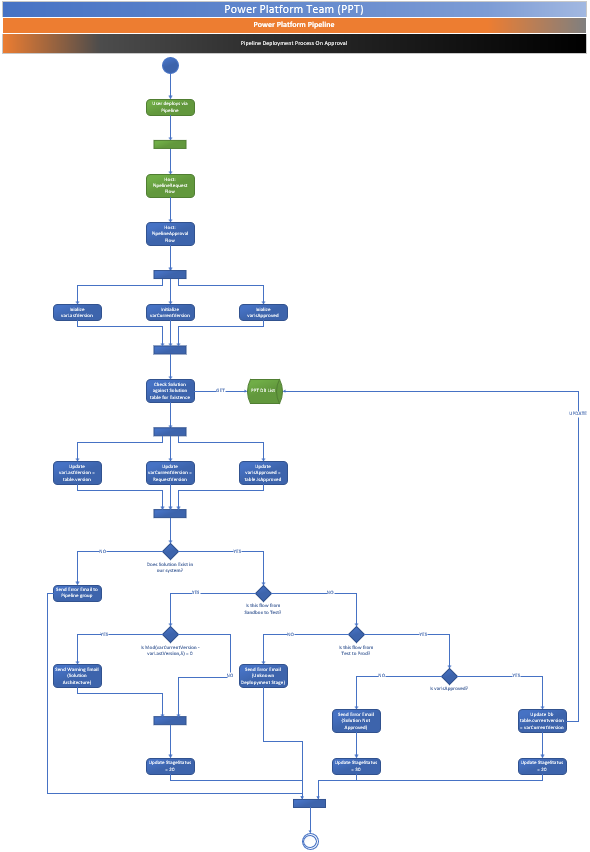 Power Platform Team (PPT)
Power Platform Pipeline
Pipeline Deployment Process On Approval
User deploys via
Pipeline
Host:
PipelineRequest
Flow
Host:
PipelineApproval
Flow
Initialise
varLastVersion
Initialise
varCurrentVersion
Initialise
varIsApproved
Check Solution
against Solution
table for Existence
GET
PPT DB List
UPDATE
Update
varLastVersion =
table.version
Update
varCurrentVersion =
RequestVersion
Update
varIsApproved =
table.isApproved
NO
YES
Does Solution Exist in
our system?
Send Error Email to
Pipeline group
YES
NO
Is this flow from
Sandbox to Test?
YES
Is Mod(varCurrentVersion -
varLastVersion,5) = 0
NO
Is this flow from
Test to Prod?
YES
Send Warning Email
(Solution
Architecture)
NO
Send Error Email
(Unknown
Deployment Stage)
NO
Is varIsApproved?
YES
Send Error Email
(Solution Not
Approved)
Update Db
table.currentversion
= varCurrentVersion
Update StageStatus
= 20
Update StageStatus
= 30
Update StageStatus
= 20